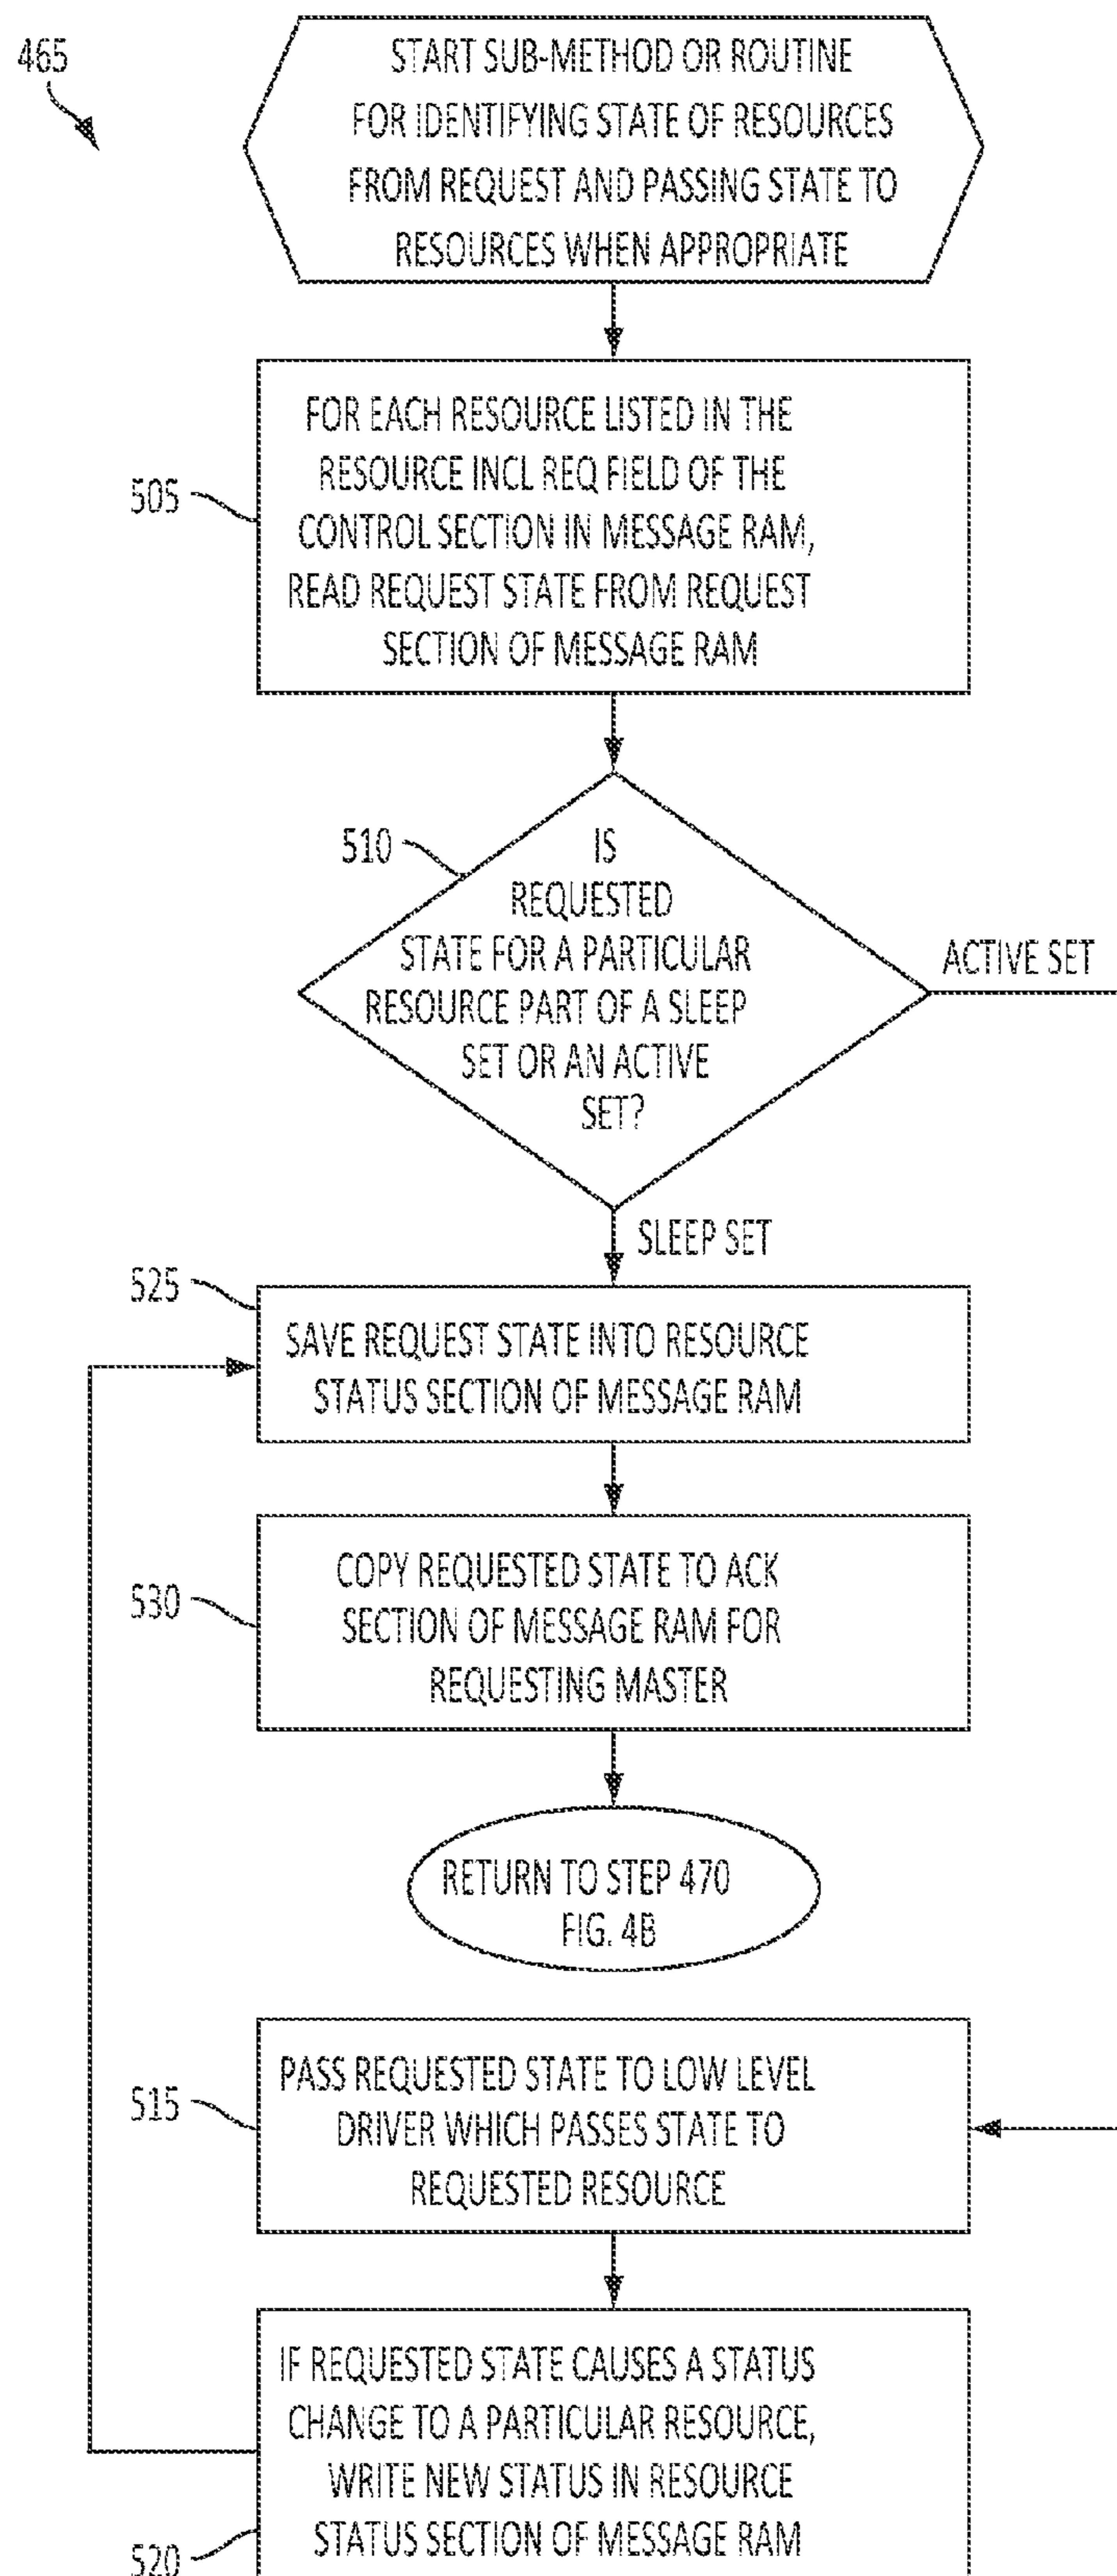 465
START SUB-METHOD OR ROUTINE
FOR IDENTIFYING STATE OF RESOURCES
FROM REQUEST AND PASSING STATE TO
RESOURCES WHEN APPROPRIATE
505
FOR EACH RESOURCE LISTED IN THE
RESOURCE INCL REQ FIELD OF THE
CONTROL SECTION IN MESSAGE RAM,
READ REQUEST STATE FROM REQUEST
SECTION OF MESSAGE RAM
510
IS
REQUESTED
STATE FOR A PARTICULAR
RESOURCE PART OF A SLEEP
SET OR AN ACTIVE
SET?
ACTIVE SET
SLEEP SET
525
SAVE REQUEST STATE INTO RESOURCE
STATUS SECTION OF MESSAGE RAM
530
COPY REQUESTED STATE TO ACK
SECTION OF MESSAGE RAM FOR
REQUESTING MASTER
RETURN TO STEP 470
FIG. 4B
515
PASS REQUESTED STATE TO LOW LEVEL
DRIVER WHICH PASSES STATE TO
REQUESTED RESOURCE
IF REQUESTED STATE CAUSES A STATUS
CHANGE TO A PARTICULAR RESOURCE,
WRITE NEW STATUS IN RESOURCE
STATUS SECTION OF MESSAGE RAM
520